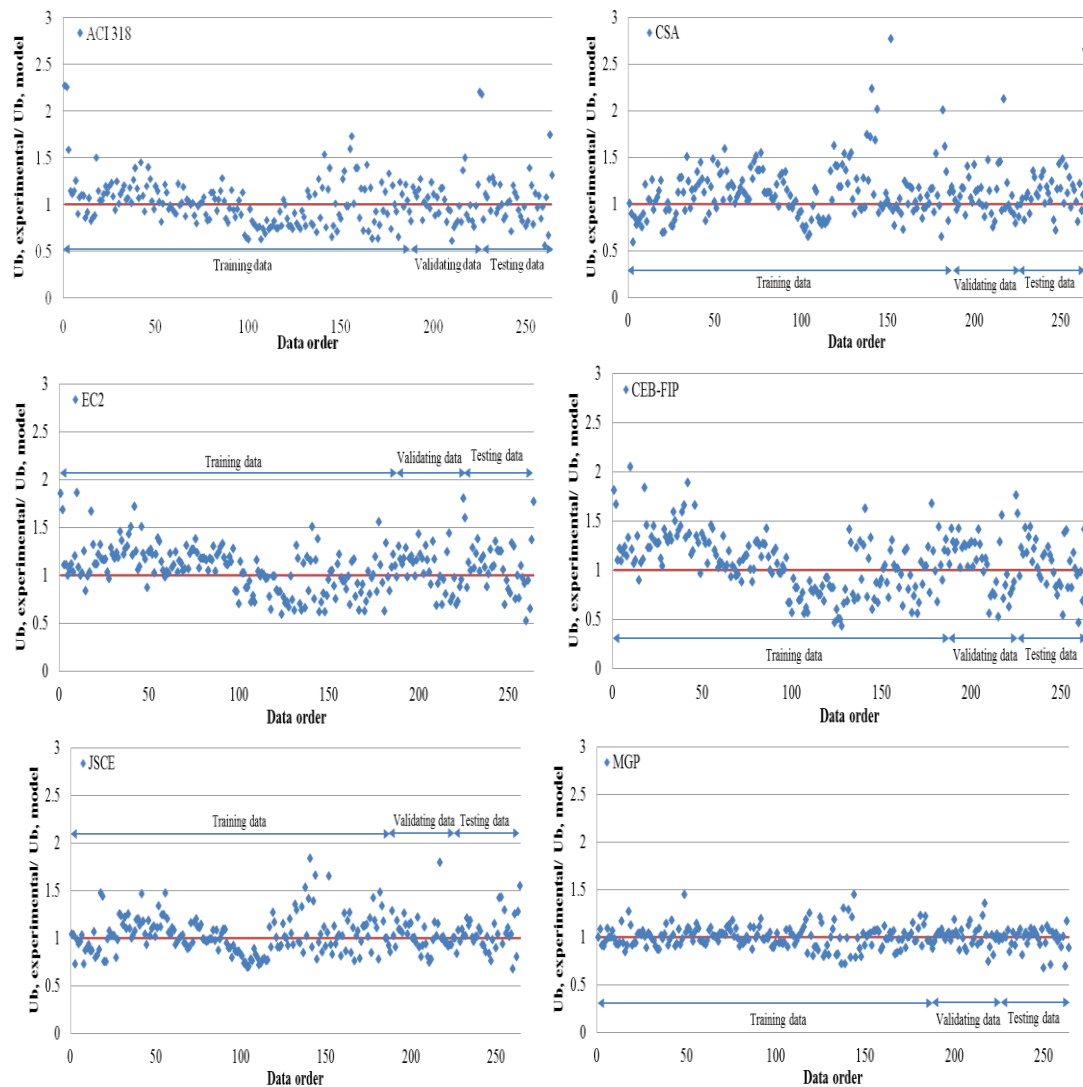 ACI 318
Ub, experimental/ Ub, model
3
2.5
2
1.5
1
0.5
0
Training data
Validating data
Testing data
0 50 100 150 200 250
Data order
CSA
Ub, experimental/ Ub, model
3
2.5
2
1.5
1
0.5
0
Training data
Validating data
Testing data
0 50 100 150 200 250
Data order
EC2
Ub, experimental/ Ub, model
3
2.5
2
1.5
1
0.5
0
Training data
Validating data
Testing data
0 50 100 150 200 250
Data order
CEB-FIP
Ub, experimental/ Ub, model
3
2.5
2
1.5
1
0.5
0
Training data
Validating data
Testing data
0 50 100 150 200 250
Data order
JSCE
Ub, experimental/ Ub, model
3
2.5
2
1.5
1
0.5
0
Training data
Validating data
Testing data
0 50 100 150 200 250
Data order
MGP
Ub, experimental/ Ub, model
3
2.5
2
1.5
1
0.5
0
Training data
Validating data
Testing data
0 50 100 150 200 250
Data order